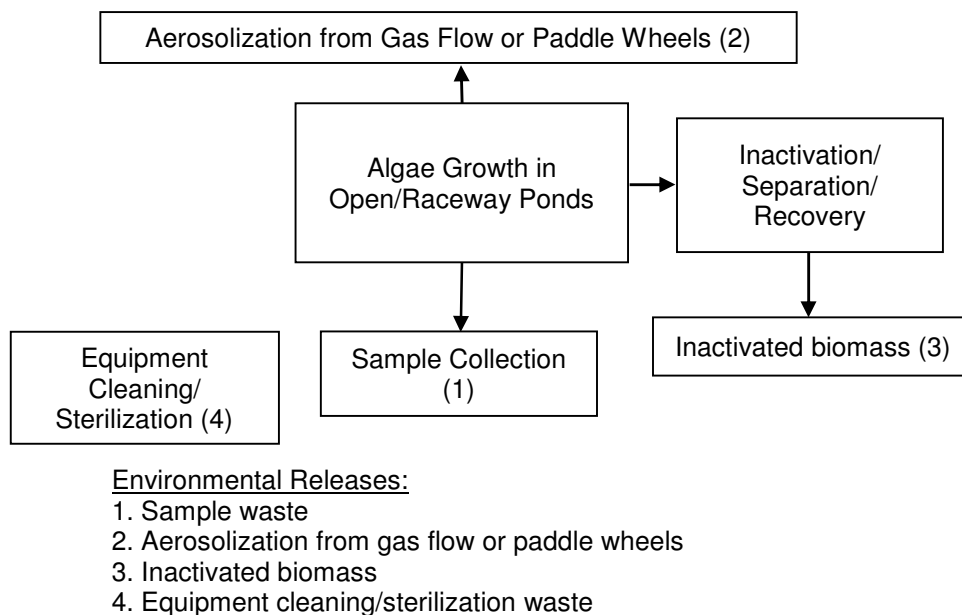 Aerosolization from Gas Flow or Paddle Wheels (2)
Algae Growth in
Open/Raceway Ponds
Inactivation/
Separation/
Recovery
Equipment
Cleaning/
Sterilization (4)
Sample Collection
(1)
Inactivated biomass (3)
Environmental Releases:
1. Sample waste
2. Aerosolization from gas flow or paddle wheels
3. Inactivated biomass
4. Equipment cleaning/sterilization waste